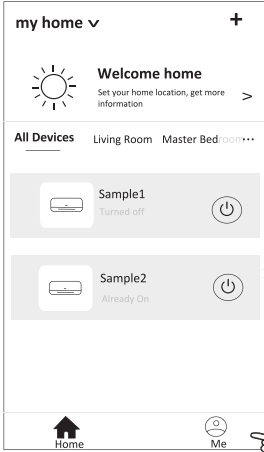 my home
Welcome home
Set your home location, get more
information
All Devices Living Room Master Bedroom
Sample1
Turned off
Sample2
Already On
Home Me